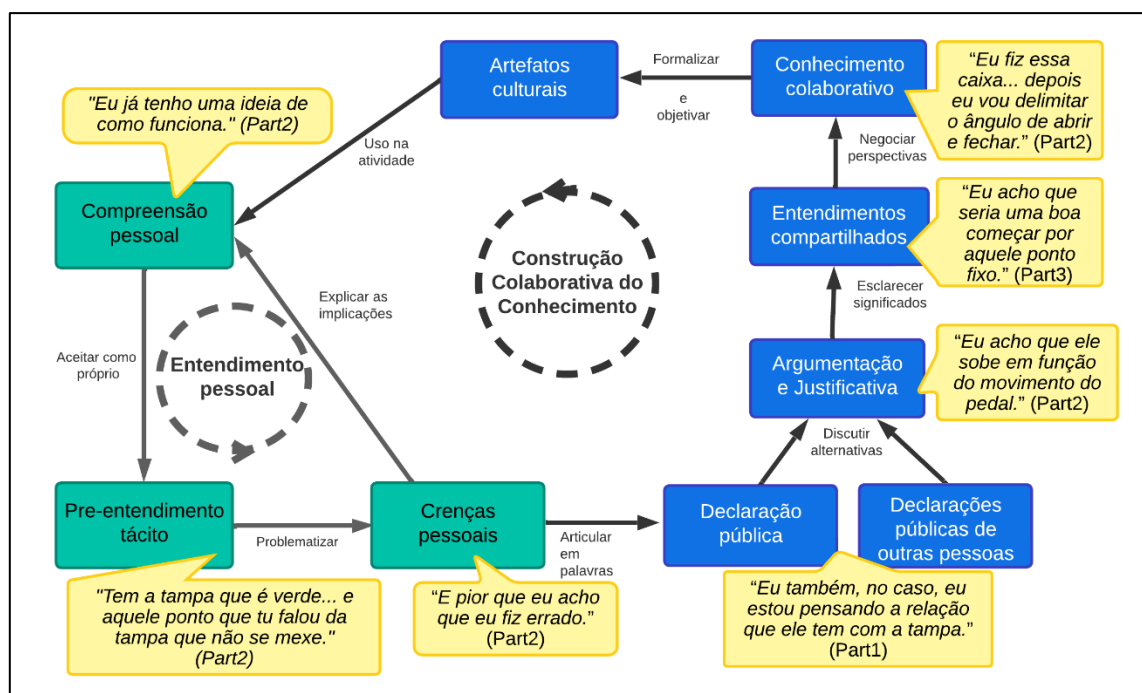 Artefatos
culturais
Formalizar
e
objetivar
Conhecimento
colaborativo
“Eu fiz essa
caixa... depois
eu vou delimitar
o ângulo de abrir
e fechar.” (Part2)
"Eu já tenho uma ideia de
como funciona." (Part2)
Uso na
atividade
Negociar
perspectivas
Compreensão
pessoal
Construção
Colaborativa do
Conhecimento
Entendimentos
compartilhados
“Eu acho que
seria uma boa
começar por
aquele ponto
fixo.” (Part3)
Explicar as
implicações
Esclarecer
significados
Aceitar como
próprio
Entendimento
pessoal
Argumentação
e Justificativa
“Eu acho que ele
sobe em função
do movimento do
pedal.” (Part2)
Discutir
alternativas
Pre-entendimento
tácito
Problematizar
Crenças
pessoais
Articular
em
palavras
Declaração
pública
Declarações
públicas de
outras pessoas
"Tem a tampa que é verde... e
aquele ponto que tu falou da
tampa que não se mexe."
(Part2)
“E pior que eu acho
que eu fiz errado.”
(Part2)
“Eu também, no caso, eu
estou pensando a relação
que ele tem com a tampa.”
(Part1)